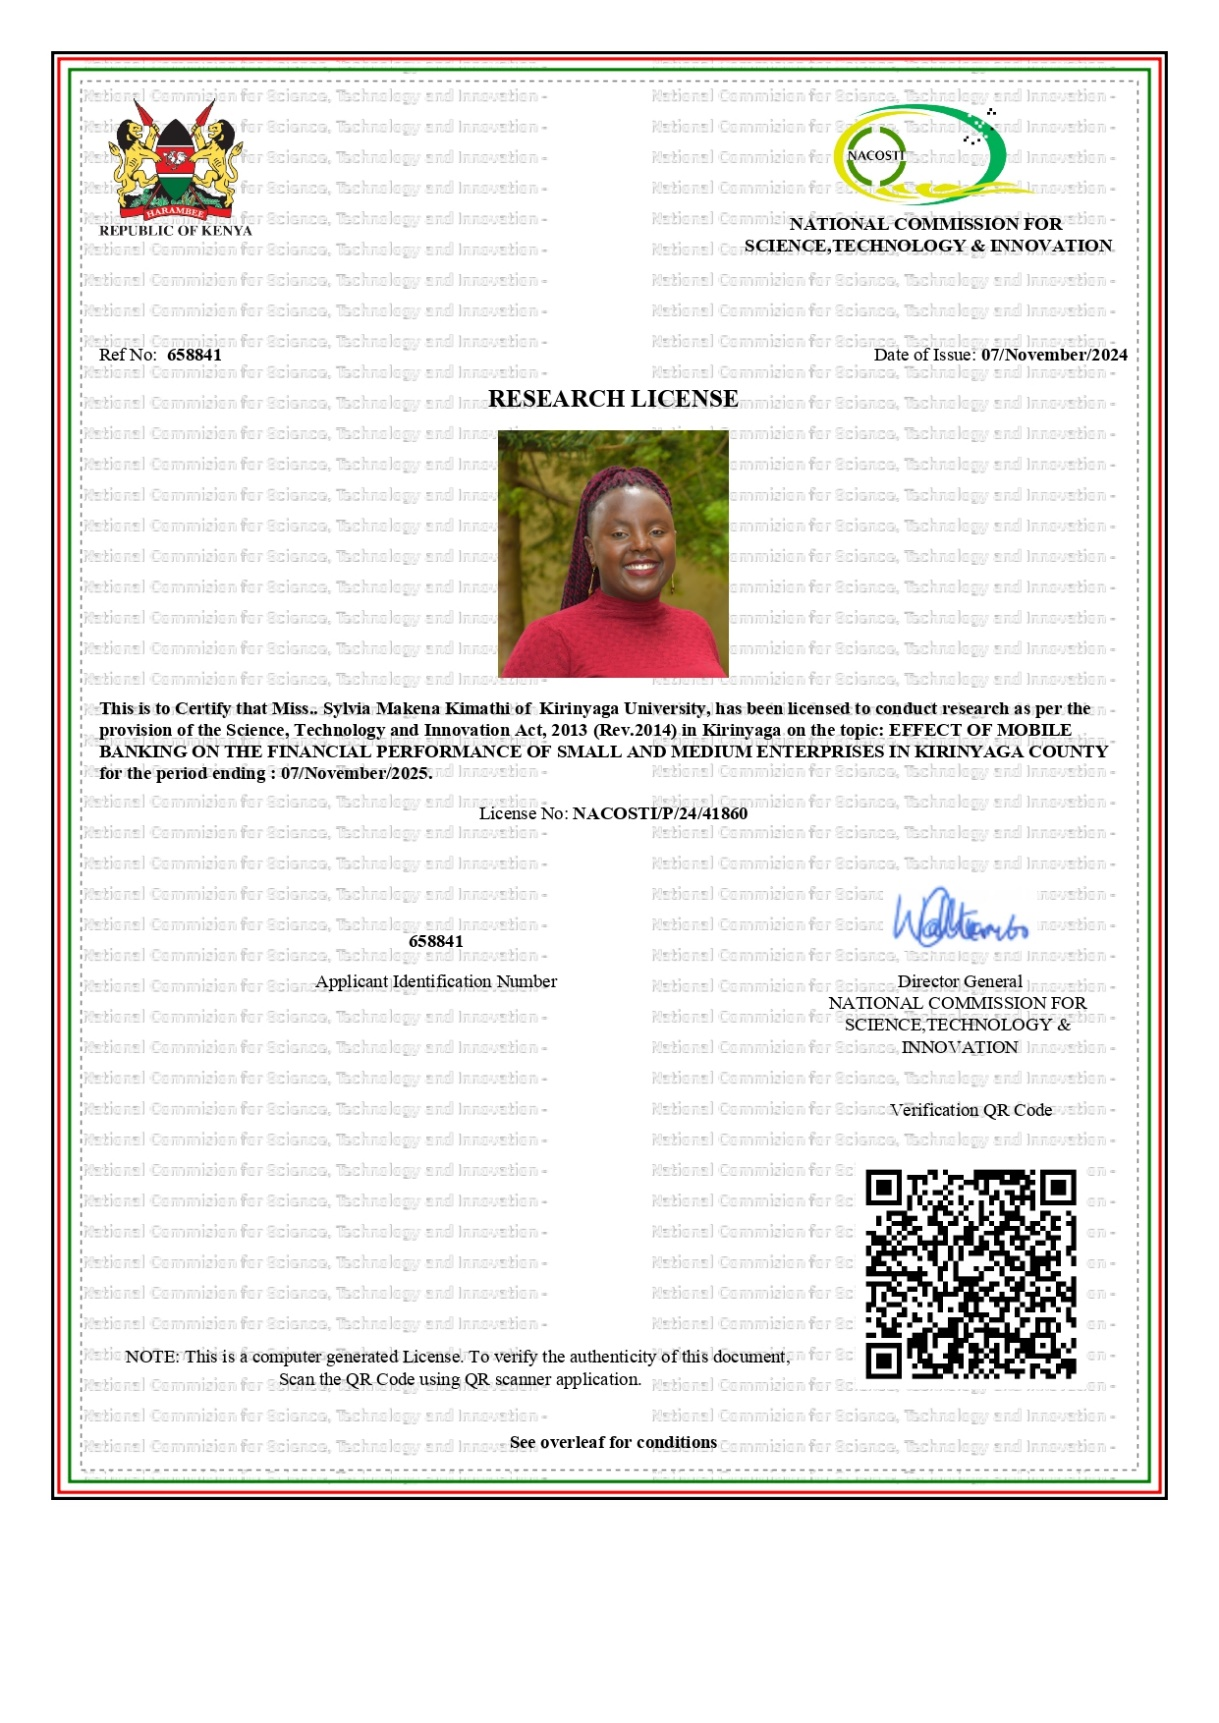 HARAMBEE
REPUBLIC OF KENYA
NACOSTI
NATIONAL COMMISSION FOR
SCIENCE,TECHNOLOGY & INNOVATION
Ref No: 658841
Date of Issue: 07/November/2024
RESEARCH LICENSE
This is to Certify that Miss.. Sylvia Makena Kimathi of Kirinyaga University, has been licensed to conduct research as per the
provision of the Science, Technology and Innovation Act, 2013 (Rev.2014) in Kirinyaga on the topic: EFFECT OF MOBILE
BANKING ON THE FINANCIAL PERFORMANCE OF SMALL AND MEDIUM ENTERPRISES IN KIRINYAGA COUNTY
for the period ending : 07/November/2025.
License No: NACOSTI/P/24/41860
658841
Applicant Identification Number
Director General
NATIONAL COMMISSION FOR
SCIENCE,TECHNOLOGY &
INNOVATION
Verification QR Code
NOTE: This is a computer generated License. To verify the authenticity of this document,
Scan the QR Code using QR scanner application.
See overleaf for conditions